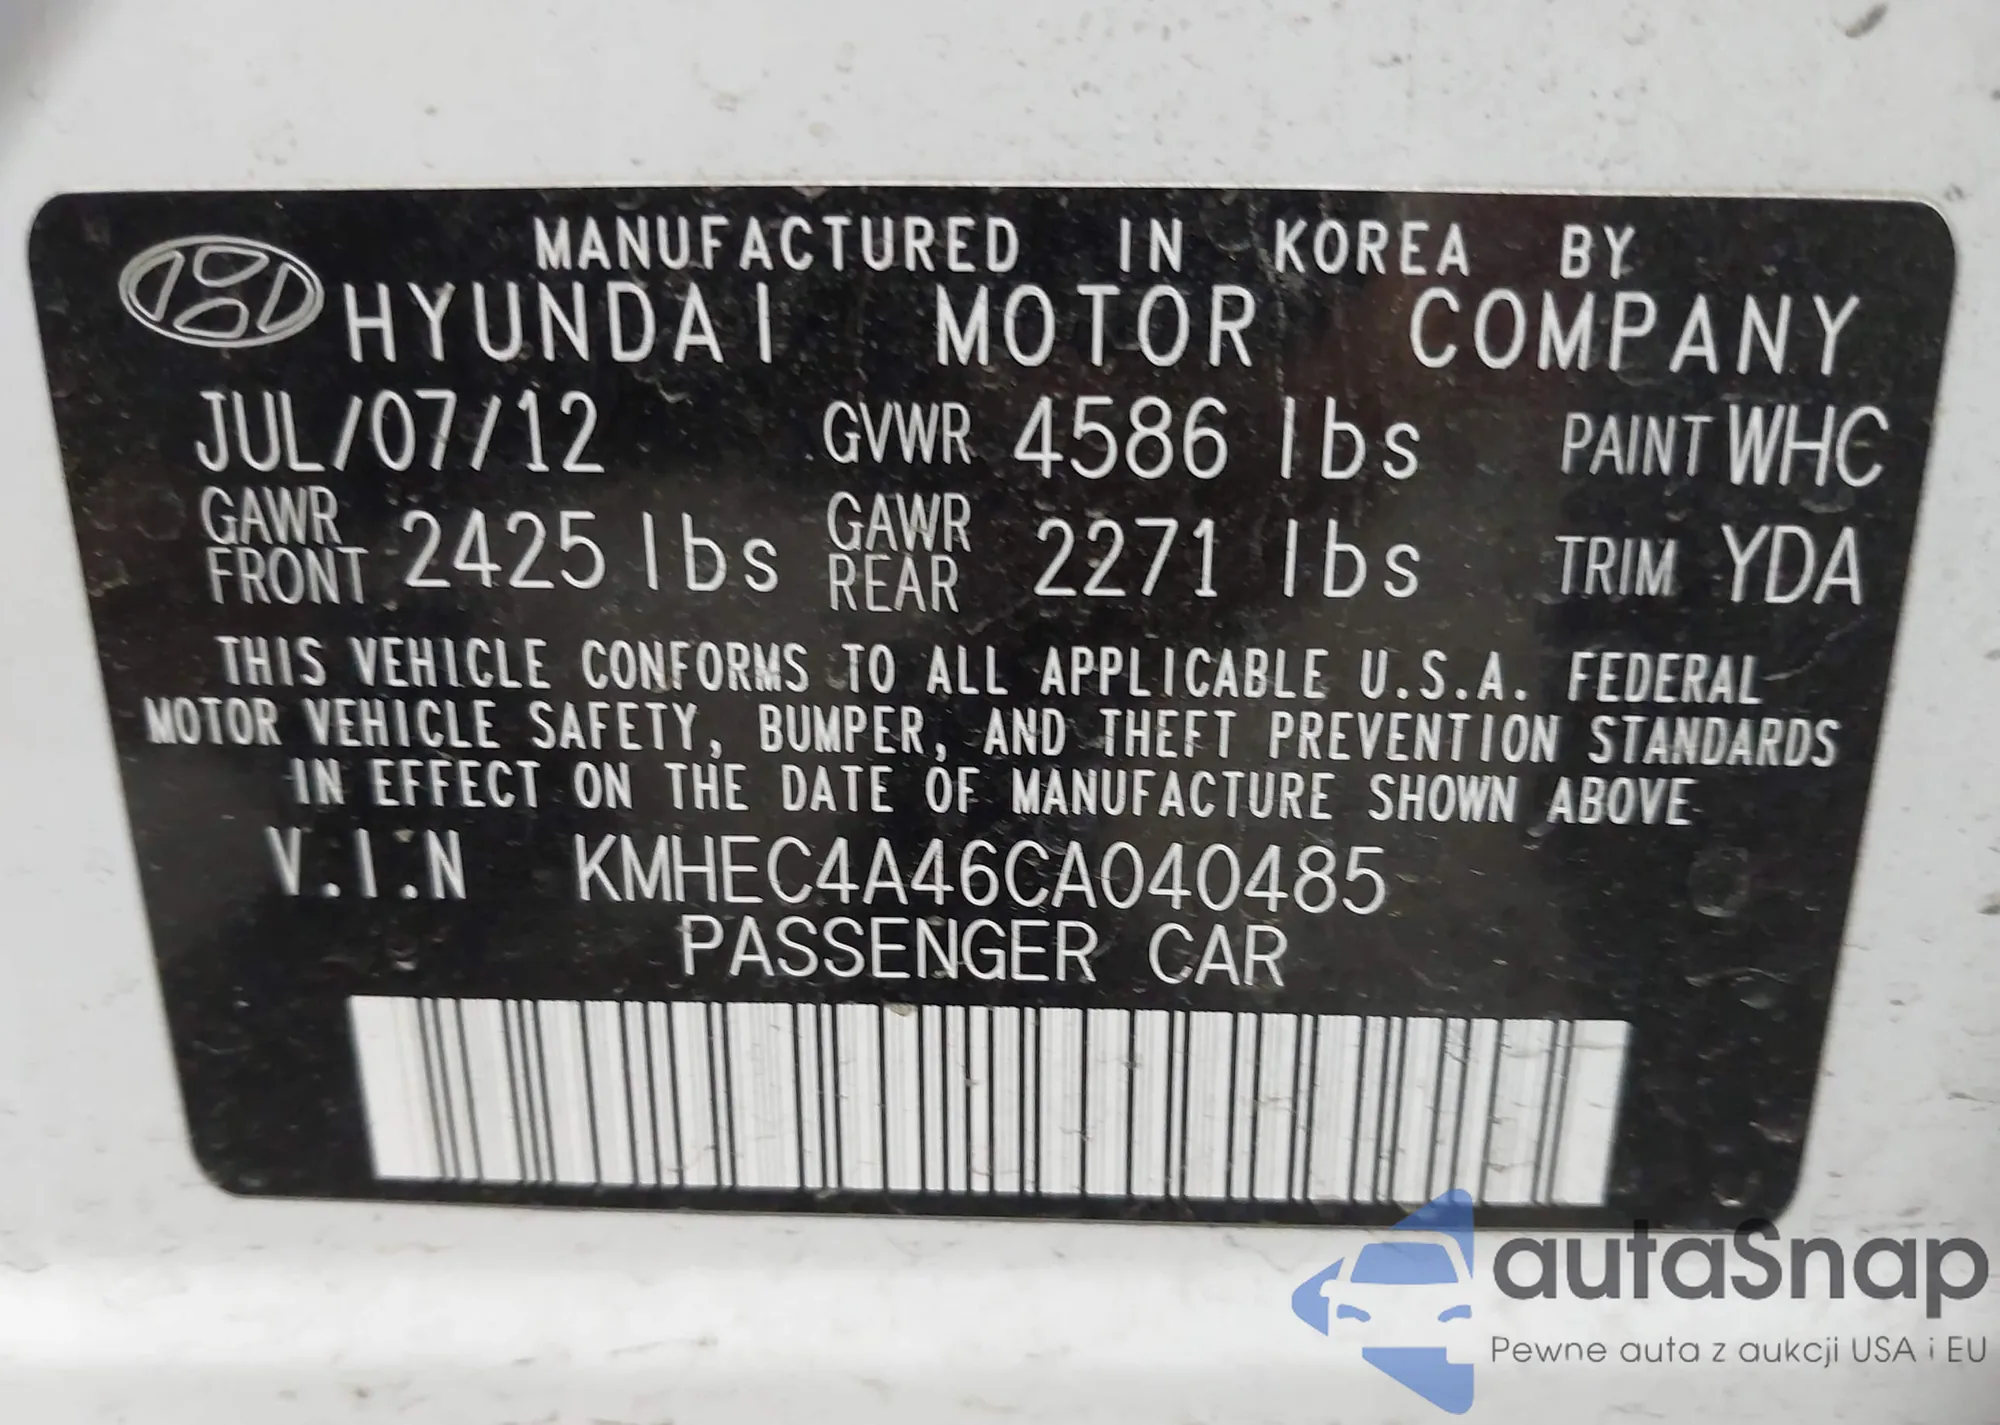 MANUFACTURED IN KOREA BY
HYUNDAI MOTOR COMPANY
JUL/07/12 GVWR 4586 lbs PAINT WHC
GAWR FRONT 2425 lbs GAWR REAR 2271 lbs TRIM YDA
THIS VEHICLE CONFORMS TO ALL APPLICABLE U.S.A. FEDERAL
MOTOR VEHICLE SAFETY, BUMPER, AND THEFT PREVENTION STANDARDS
IN EFFECT ON THE DATE OF MANUFACTURE SHOWN ABOVE
V.I.N KMHEC4A46CA040485
PASSENGER CAR
autaSnap
Pewne auta z aukcji USA i EU